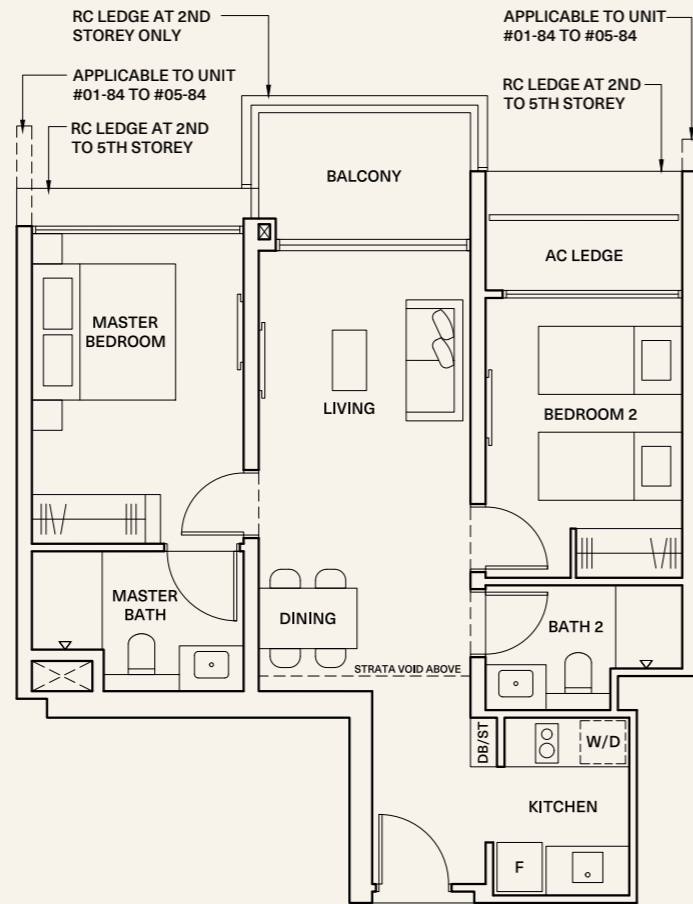 RC LEDGE AT 2ND
STOREY ONLY
APPLICABLE TO UNIT
#01-84 TO #05-84
APPLICABLE TO UNIT
#01-84 TO #05-84
RC LEDGE AT 2ND
TO 5TH STOREY
RC LEDGE AT 2ND
TO 5TH STOREY
BALCONY
AC LEDGE
MASTER
BEDROOM
LIVING
BEDROOM 2
MASTER
BATH
DINING
BATH 2
STRATA VOID ABOVE
DB/ST
W/D
KITCHEN
F